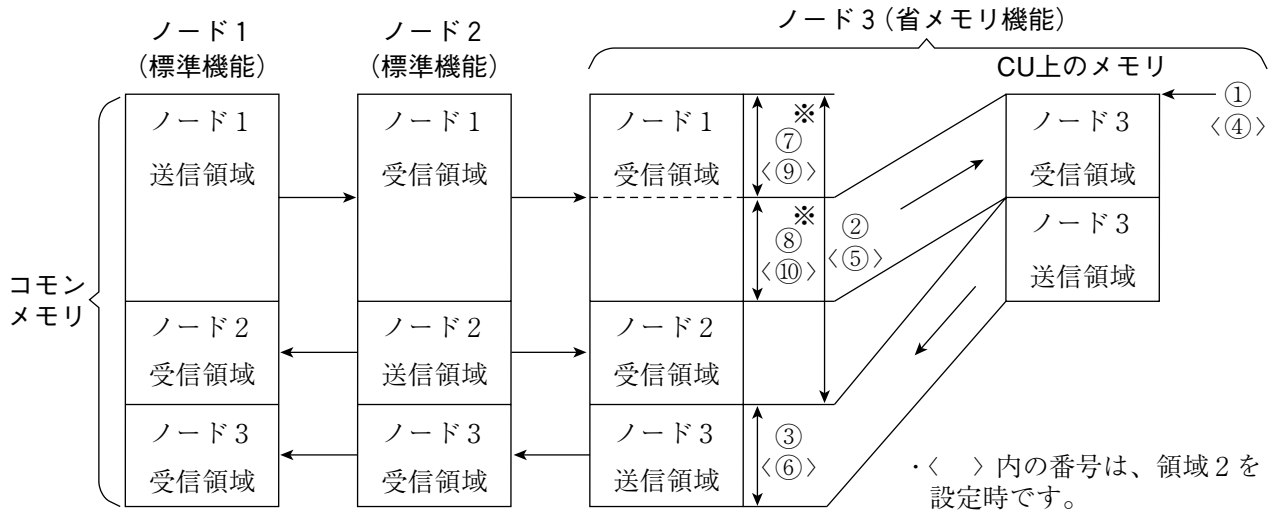 ノード3(省メモリ機能)
ノード1
(標準機能)
ノード2
(標準機能)
CU上のメモリ
コモン
メモリ
ノード1
送信領域
ノード2
受信領域
ノード3
受信領域
ノード1
受信領域
ノード2
送信領域
ノード3
受信領域
ノード1
受信領域
ノード2
受信領域
ノード3
送信領域
※
⑦
〈⑨〉
※
⑧
〈⑩〉
②
〈⑤〉
③
〈⑥〉
ノード3
受信領域
ノード3
送信領域
①
〈④〉
・〈 〉内の番号は、領域2を
設定時です。